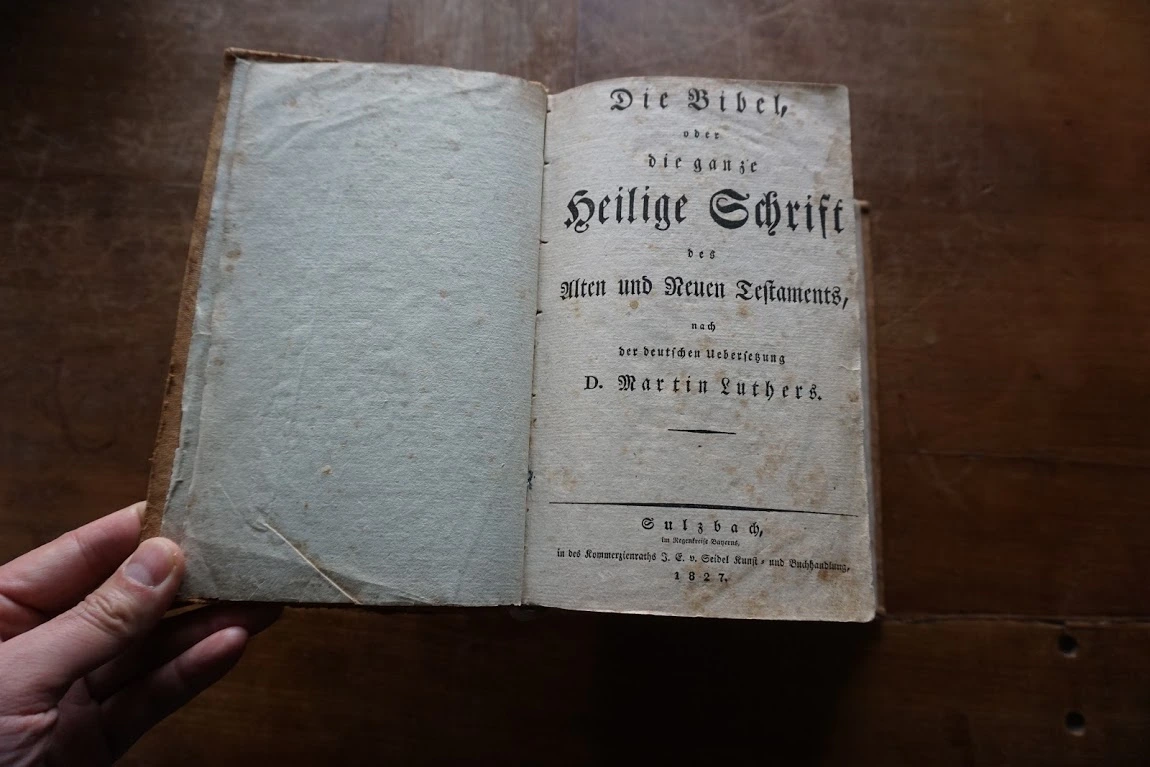 Die Bibel,
oder
die ganze
Heilige Schrift
des
Alten und Neuen Testaments,
nach
der deutschen Uebersetzung
D. Martin Luthers.
Sulzbach,
im Regenkreise Bayerns,
in des Kommerzienraths J. E. v. Seidel Kunst- und Buchhandlung,
1827.